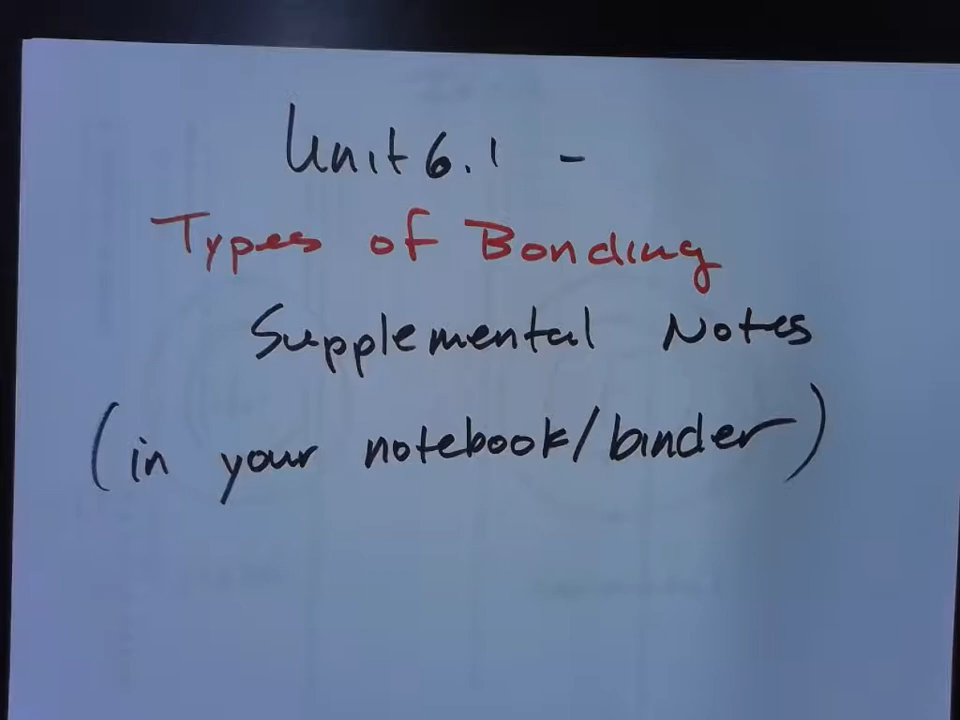 Unit 6.1 -
Types of Bonding
Supplemental Notes
(in your notebook/binder)